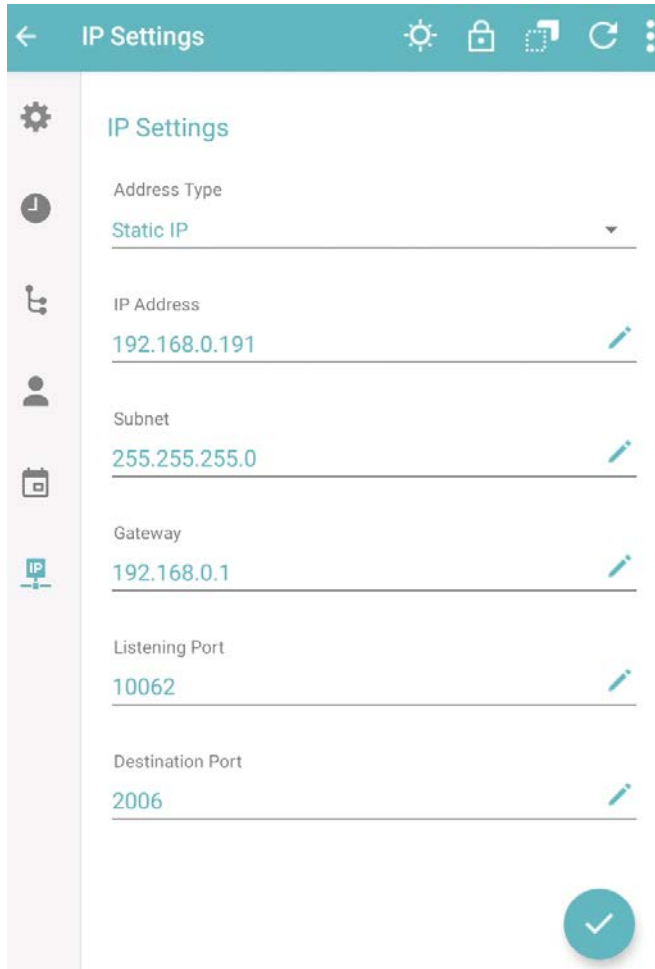 IP Settings
IP Settings
Address Type
Static IP
IP Address
192.168.0.191
Subnet
255.255.255.0
Gateway
192.168.0.1
IP
Listening Port
10062
Destination Port
2006